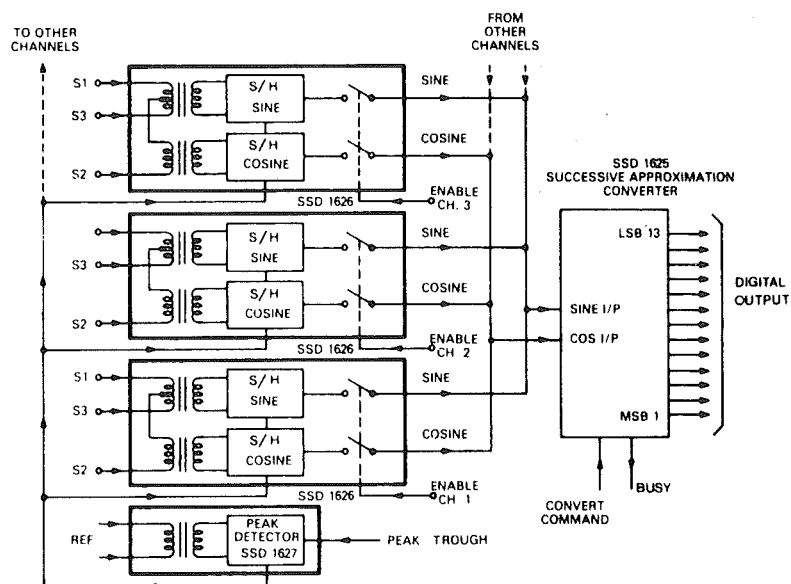 TO OTHER
CHANNELS
FROM
OTHER
CHANNELS
S1
S3
S2
S/H
SINE
S/H
COSINE
SINE
COSINE
SSD 1626
ENABLE
CH. 3
S3
S2
S/H
SINE
S/H
COSINE
SINE
COSINE
SSD 1626
ENABLE
CH 2
S1
S3
S2
S/H
SINE
S/H
COSINE
SINE
COSINE
SSD 1626
ENABLE
CH 1
REF
PEAK
DETECTOR
SSD 1627
PEAK TROUGH
SSD 1625
SUCCESSIVE APPROXIMATION
CONVERTER
LSB 13
SINE I/P
COS I/P
MSB 1
DIGITAL
OUTPUT
CONVERT
COMMAND
BUSY